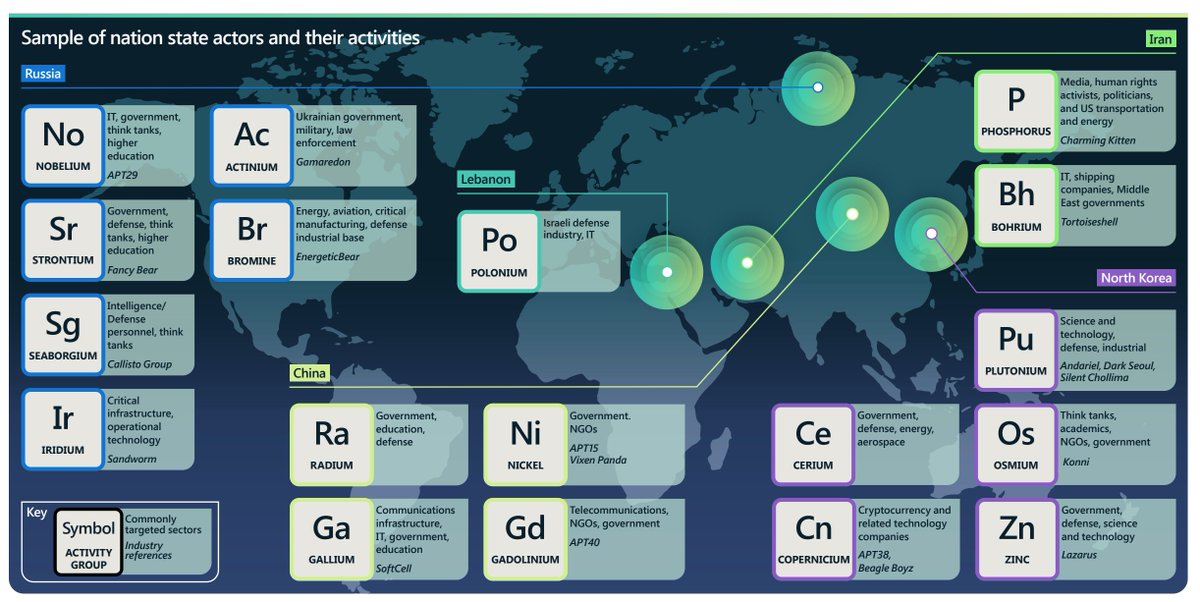 Sample of nation state actors and their activities
Iran
Russia
No
NOBELIUM
IT, government,
think tanks,
higher
education
APT29
Ac
ACTINIUM
Ukrainian government,
military, law
enforcement
Gamaredon
P
PHOSPHORUS
Media, human rights
activists, politicians,
and US transportation
and energy
Charming Kitten
Lebanon
Sr
STRONTIUM
Government,
defense, think
tanks, higher
education
Fancy Bear
Br
BROMINE
Energy, aviation, critical
manufacturing, defense
industrial base
EnergeticBear
Po
POLONIUM
Israeli defense
industry, IT
Bh
BOHRIUM
IT, shipping
companies, Middle
East governments
Tortoiseshell
North Korea
Sg
SEABORGIUM
Intelligence/
Defense
personnel, think
tanks
Callisto Group
Pu
PLUTONIUM
Science and
technology,
defense, industrial
Andariel, Dark Seoul,
Silent Chollima
China
Ir
IRIDIUM
Critical
infrastructure,
operational
technology
Sandworm
Ra
RADIUM
Government,
education,
defense
Ni
NICKEL
Government.
NGOs
APT15
Vixen Panda
Ce
CERIUM
Government,
defense, energy,
aerospace
Os
OSMIUM
Think tanks,
academics,
NGOs, government
Konni
Key
Symbol
ACTIVITY
GROUP
Commonly
targeted sectors
Industry
references
Ga
GALLIUM
Communications
infrastructure,
IT, government,
education
SoftCell
Gd
GADOLINIUM
Telecommunications,
NGOs, government
APT40
Cn
COPERNICIUM
Cryptocurrency and
related technology
companies
APT38,
Beagle Boyz
Zn
ZINC
Government,
defense, science
and technology
Lazarus